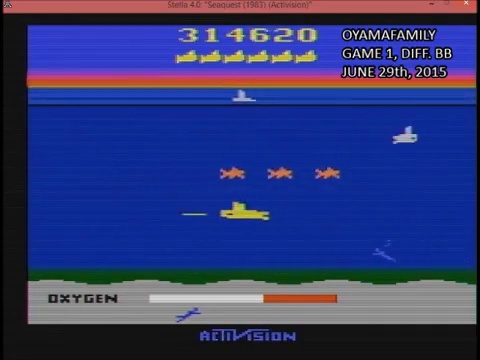 Stella 4.0: "Seaquest (1983) (Activision)"
314620
OYAMAFAMILY
GAME 1, DIFF. BB
JUNE 29th, 2015
OXYGEN
ACTIVISION